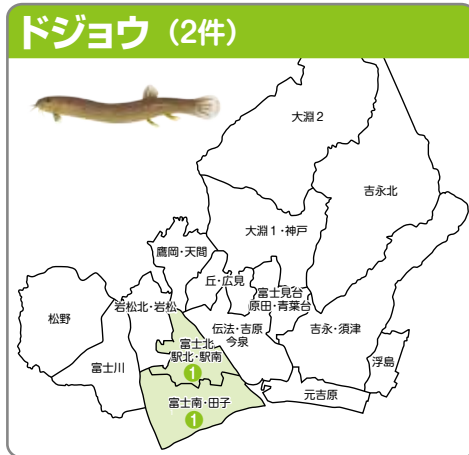 ドジョウ（2件）
大淵2
吉永北
大淵1・神戸
鷹岡・天間
丘・広見
富士見台
原田・青葉台
岩松北・岩松
松野
伝法・吉原
今泉
吉永・須津
富士北
駅北・駅南
1
浮島
富士川
元吉原
富士南・田子
1